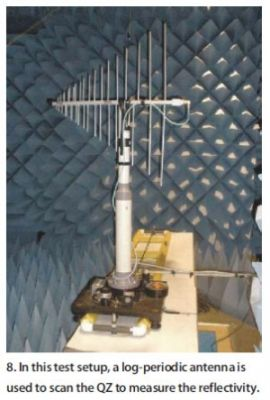 8. In this test setup, a log-periodic antenna is
used to scan the QZ to measure the reflectivity.